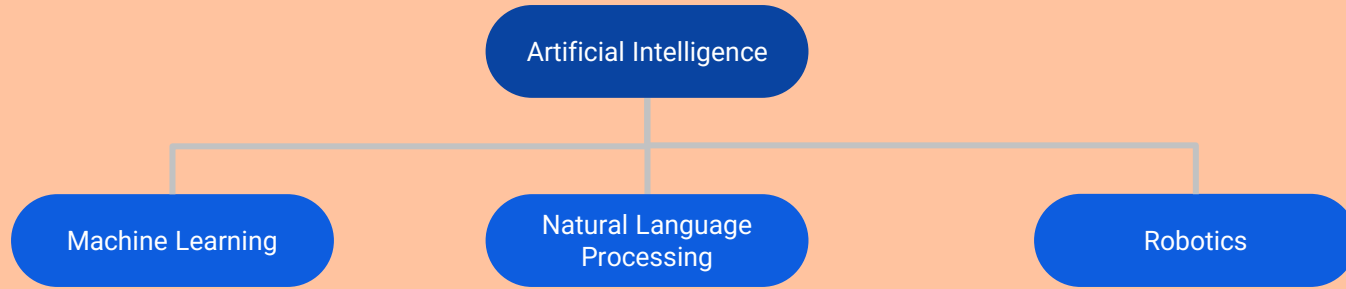 Artificial Intelligence
Machine Learning
Natural Language
Processing
Robotics